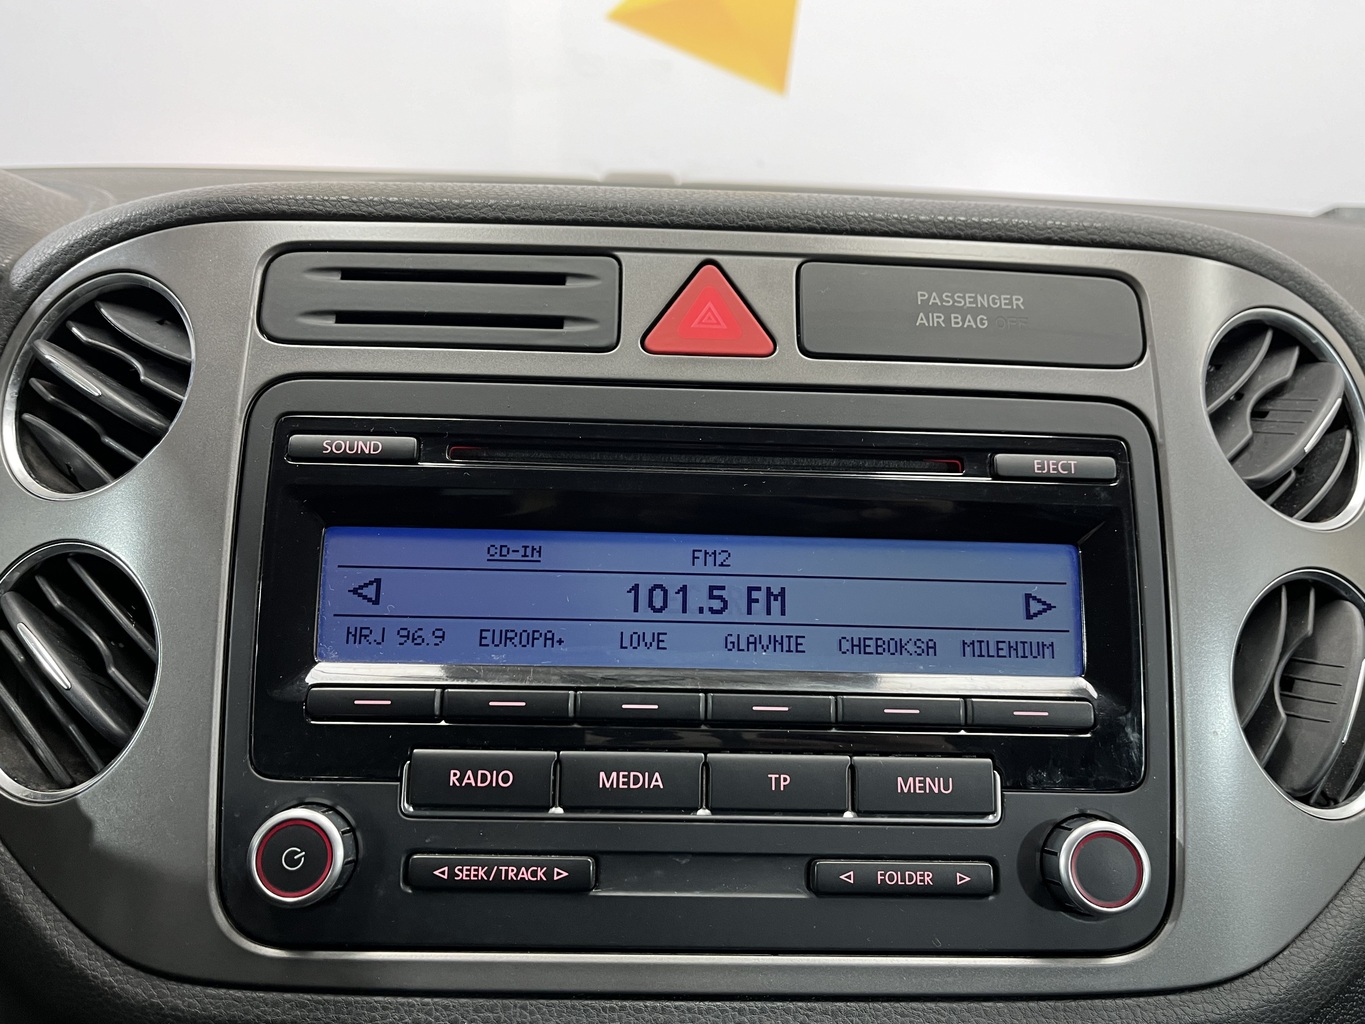 PASSENGER
AIR BAG OFF
SOUND
EJECT
CD-IN
FM2
101.5 FM
NRJ 96.9 EUROPA+ LOVE GLAVNIE CHEBOKSA MILENIUM
RADIO MEDIA TP MENU
SEEK/TRACK
FOLDER